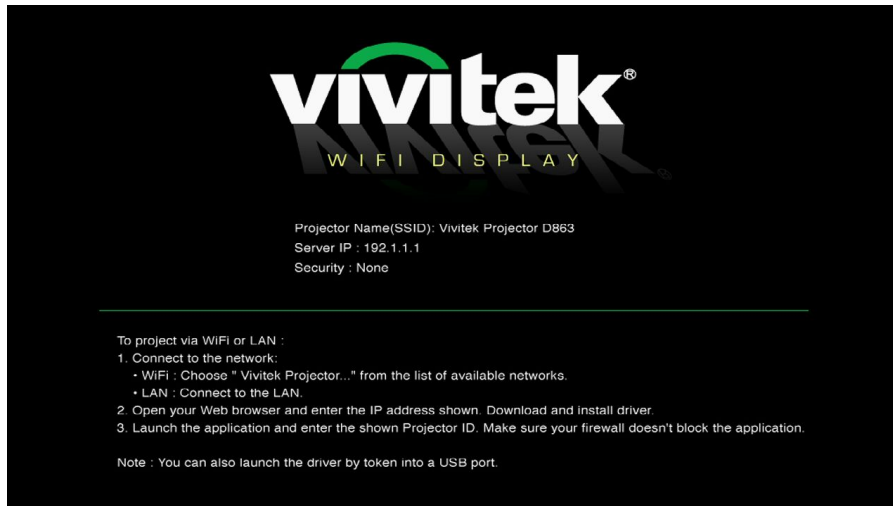 vivitek®
WIFI DISPLAY
Projector Name(SSID): Vivitek Projector D863
Server IP : 192.1.1.1
Security : None
To project via WiFi or LAN :
1. Connect to the network:
• WiFi : Choose " Vivitek Projector..." from the list of available networks.
• LAN : Connect to the LAN.
2. Open your Web browser and enter the IP address shown. Download and install driver.
3. Launch the application and enter the shown Projector ID. Make sure your firewall doesn't block the application.
Note : You can also launch the driver by token into a USB port.